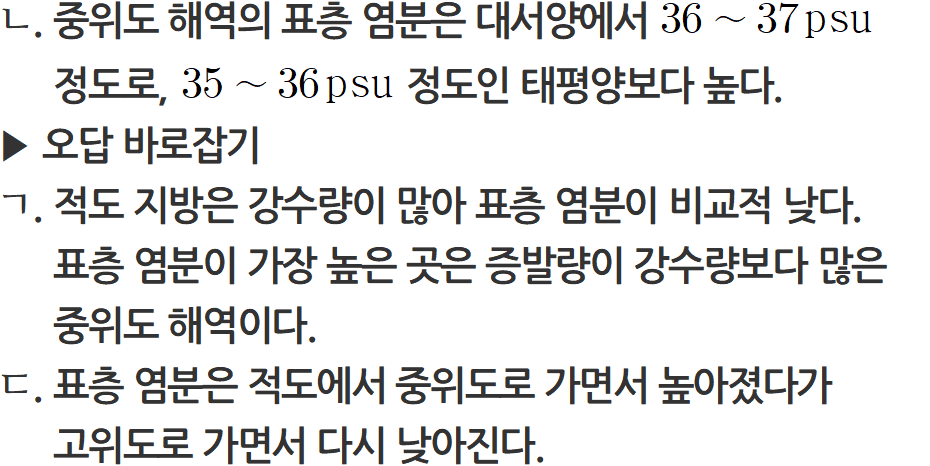 ㄴ. 중위도 해역의 표층 염분은 대서양에서 36 ~ 37 psu
정도로, 35 ~ 36 psu 정도인 태평양보다 높다.
▶ 오답 바로잡기
ㄱ. 적도 지방은 강수량이 많아 표층 염분이 비교적 낮다.
표층 염분이 가장 높은 곳은 증발량이 강수량보다 많은
중위도 해역이다.
ㄷ. 표층 염분은 적도에서 중위도로 가면서 높아졌다가
고위도로 가면서 다시 낮아진다.